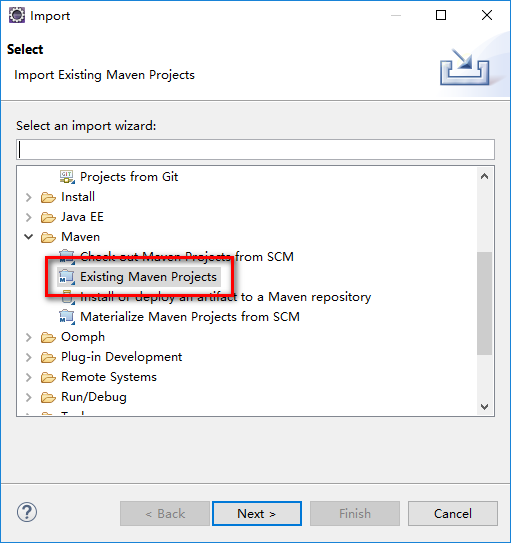 Import
Select
Import Existing Maven Projects
Select an import wizard:
Projects from Git
Install
Java EE
Maven
Check out Maven Projects from SCM
Existing Maven Projects
Install or deploy an artifact to a Maven repository
Materialize Maven Projects from SCM
Oomph
Plug-in Development
Remote Systems
Run/Debug
< Back
Next >
Finish
Cancel